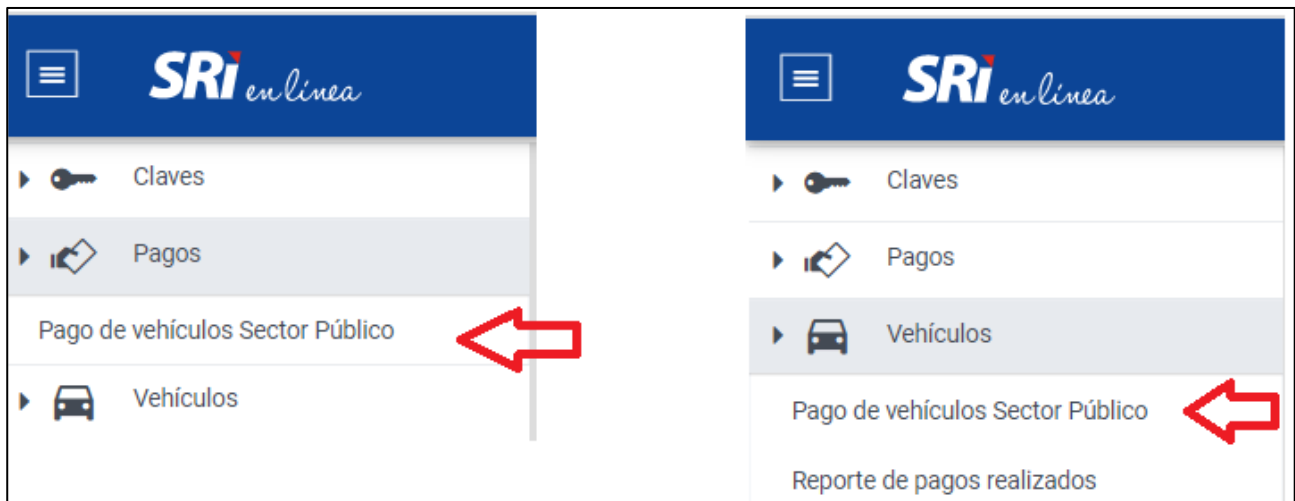 SRi en línea
Claves
Pagos
Pago de vehículos Sector Público
Vehículos
SRi en línea
Claves
Pagos
Vehículos
Pago de vehículos Sector Público
Reporte de pagos realizados